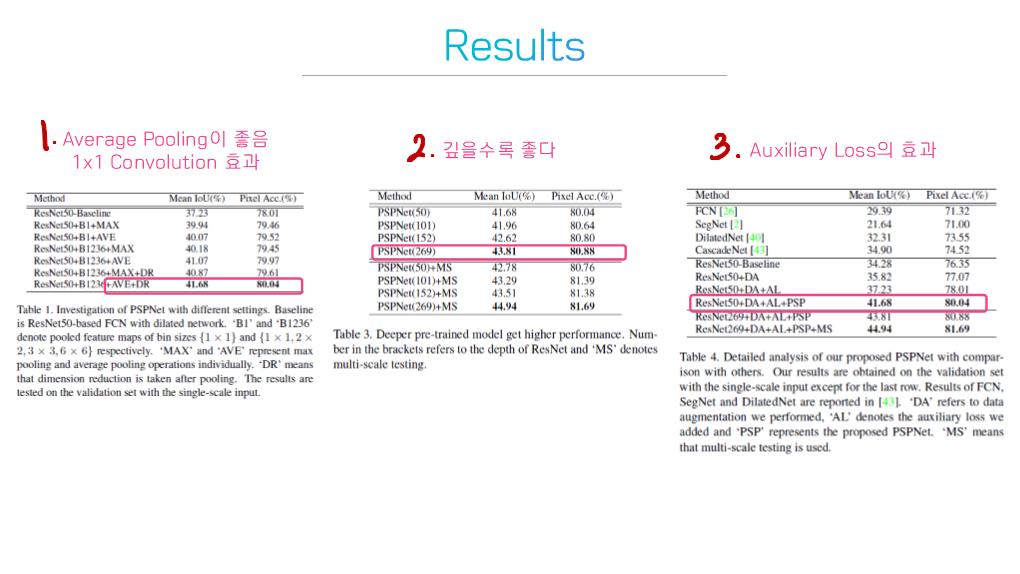 Results
1. Average Pooling이 좋음
1x1 Convolution 효과
Method Mean IoU(%) Pixel Acc.(%)
ResNet50-Baseline 37.23 78.01
ResNet50+B1+MAX 39.94 79.46
ResNet50+B1+AVE 40.07 79.52
ResNet50+B1236+MAX 40.18 79.45
ResNet50+B1236+AVE 41.07 79.97
ResNet50+B1236+MAX+DR 40.87 79.61
ResNet50+B1236+AVE+DR 41.68 80.04
Table 1. Investigation of PSPNet with different settings. Baseline
is ResNet50-based FCN with dilated network. ‘B1’ and ‘B1236’
denote pooled feature maps of bin sizes {1 × 1} and {1 × 1, 2 ×
2, 3 × 3, 6 × 6} respectively. ‘MAX’ and ‘AVE’ represent max
pooling and average pooling operations individually. ‘DR’ means
that dimension reduction is taken after pooling. The results are
tested on the validation set with the single-scale input.
2. 깊을수록 좋다
Method Mean IoU(%) Pixel Acc.(%)
PSPNet(50) 41.68 80.04
PSPNet(101) 41.96 80.64
PSPNet(152) 42.62 80.80
PSPNet(269) 43.81 80.88
PSPNet(50)+MS 42.78 80.76
PSPNet(101)+MS 43.29 81.39
PSPNet(152)+MS 43.51 81.38
PSPNet(269)+MS 44.94 81.69
Table 3. Deeper pre-trained model get higher performance. Num-
ber in the brackets refers to the depth of ResNet and ‘MS’ denotes
multi-scale testing.
3. Auxiliary Loss의 효과
Method Mean IoU(%) Pixel Acc.(%)
FCN [26] 29.39 71.32
SegNet [2] 21.64 71.00
DilatedNet [40] 32.31 73.55
CascadeNet [43] 34.90 74.52
ResNet50-Baseline 34.28 76.35
ResNet50+DA 35.82 77.07
ResNet50+DA+AL 37.23 78.01
ResNet50+DA+AL+PSP 41.68 80.04
ResNet269+DA+AL+PSP 43.81 80.88
ResNet269+DA+AL+PSP+MS 44.94 81.69
Table 4. Detailed analysis of our proposed PSPNet with compar-
ison with others. Our results are obtained on the validation set
with the single-scale input except for the last row. Results of FCN,
SegNet and DilatedNet are reported in [43]. ‘DA’ refers to data
augmentation we performed, ‘AL’ denotes the auxiliary loss we
added and ‘PSP’ represents the proposed PSPNet. ‘MS’ means
that multi-scale testing is used.